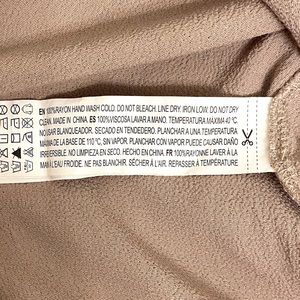 EN 100%RAYON HAND WASH COLD. DO NOT BLEACH. LINE DRY. IRON LOW. DO NOT DRY
CLEAN. MADE IN CHINA. ES 100%VISCOSA LAVAR A MANO. TEMPERATURA MAXIMA 40 °C.
NO USAR BLANQUEADOR. SECADO EN TENDEDERO. PLANCHAR A UNA TEMPERATURA
MAXIMA DE LA BASE DE 110 °C, SIN VAPOR. PLANCHAR CON VAPOR PUEDE CAUSAR DAÑO
IRREVERSIBLE. NO LIMPIEZA EN SECO. HECHO EN CHINA. FR 100%RAYONNE LAVER À LA
MAIN À L'EAU FROIDE. NE PAS BLANCHIR. SÉCHER À L'AIR. REPASSER À TEMPÉRATURE